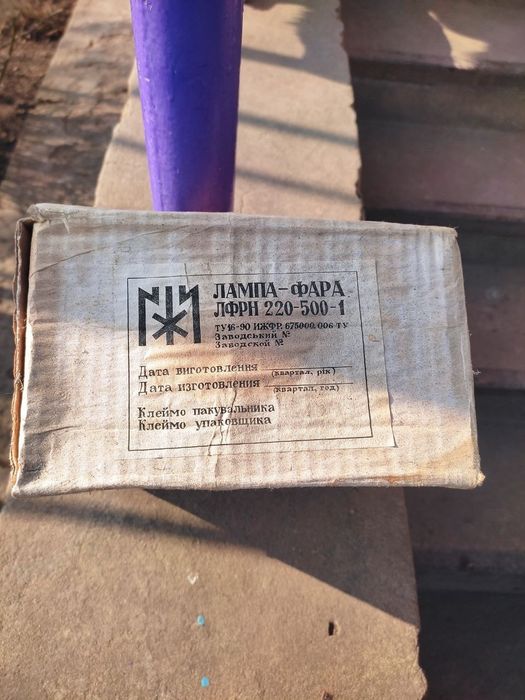 ЛАМПА-ФАРА
ЛФРН 220-500-1
ТУ16-90 ИЖФР. 675000.006 ТУ
Заводський №
Заводской №
Дата виготовлення
(квартал, рік)
Дата изготовления
(квартал, год)
Клеймо пакувальника
Клеймо упаковщика